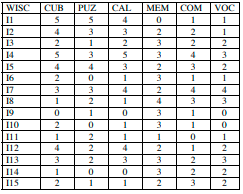 WISC CUB PUZ CAL MEM COM VOC
I1 5 5 4 0 1 1
I2 4 3 3 2 2 1
I3 2 1 2 3 2 2
I4 5 3 5 3 4 3
I5 4 4 3 2 3 2
I6 2 0 1 3 1 1
I7 3 3 4 2 4 4
I8 1 2 1 4 3 3
I9 0 1 0 3 1 0
I10 2 0 1 3 1 0
I11 1 2 1 1 0 1
I12 4 2 4 2 1 2
I13 3 2 3 3 2 3
I14 1 0 0 3 2 2
I15 2 1 1 2 3 2